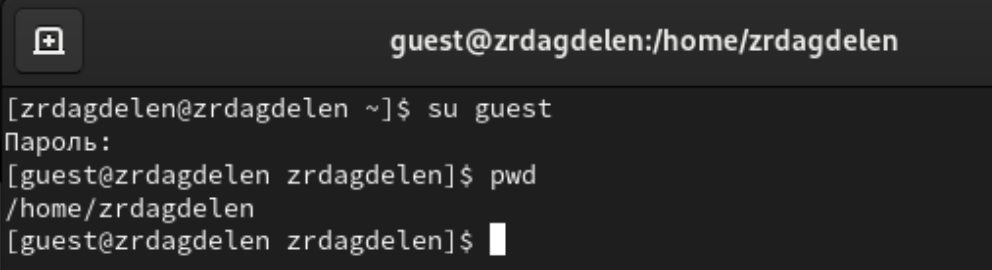 guest@zrdagdelen:/home/zrdagdelen
[zrdagdelen@zrdagdelen ~]$ su guest
Пароль:
[guest@zrdagdelen zrdagdelen]$ pwd
/home/zrdagdelen
[guest@zrdagdelen zrdagdelen]$